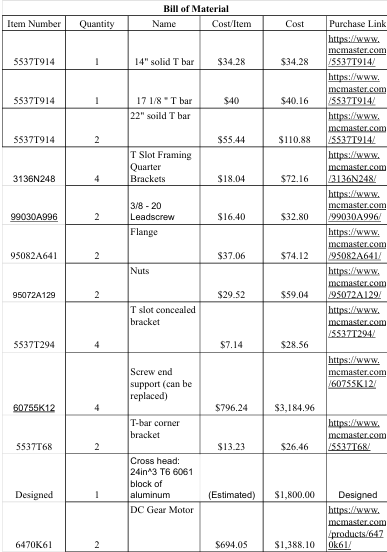 Bill of Material
Item Number Quantity Name Cost/Item Cost Purchase Link
5537T914 1 14" solid T bar $34.28 $34.28 https://www.
mcmaster.com
/5537T914/
5537T914 1 17 1/8 " T bar $40 $40.16 https://www.
mcmaster.com
/5537T914/
5537T914 2 22" soild T bar $55.44 $110.88 https://www.
mcmaster.com
/5537T914/
3136N248 4 T Slot Framing
Quarter
Brackets $18.04 $72.16 https://www.
mcmaster.com
/3136N248/
99030A996 2 3/8 - 20
Leadscrew $16.40 $32.80 https://www.
mcmaster.com
/99030A996/
95082A641 2 Flange $37.06 $74.12 https://www.
mcmaster.com
/95082A641/
95072A129 2 Nuts $29.52 $59.04 https://www.
mcmaster.com
/95072A129/
5537T294 4 T slot concealed
bracket $7.14 $28.56 https://www.
mcmaster.com
/5537T294/
60755K12 4 Screw end
support (can be
replaced) $796.24 $3,184.96 https://www.
mcmaster.com
/60755K12/
5537T68 2 T-bar corner
bracket $13.23 $26.46 https://www.
mcmaster.com
/5537T68/
Designed 1 Cross head:
24in^3 T6 6061
block of
aluminum (Estimated) $1,800.00 Designed
6470K61 2 DC Gear Motor $694.05 $1,388.10 https://www.
mcmaster.com
/products/647
0k61/